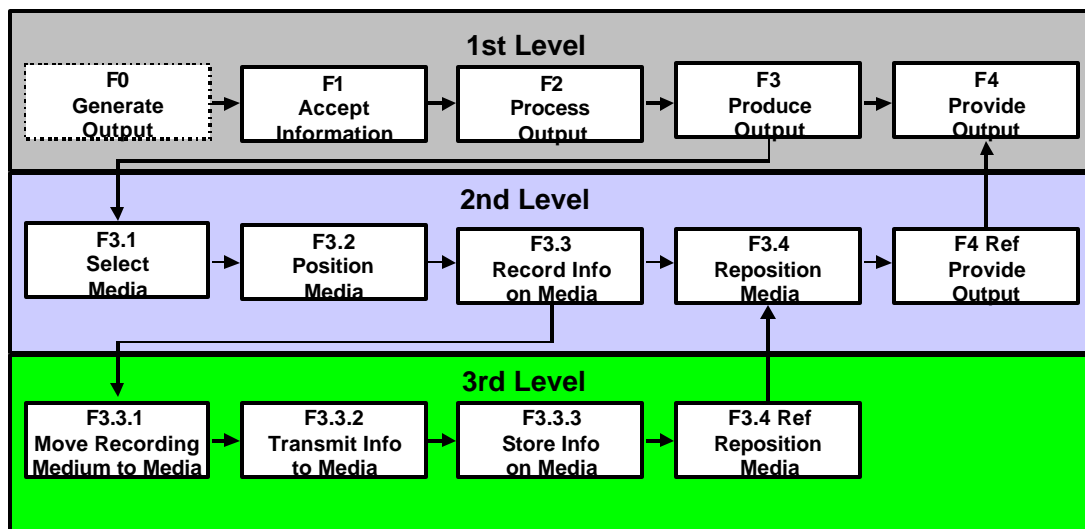 1st Level
F0
Generate
Output
F1
Accept
Information
F2
Process
Output
F3
Produce
Output
F4
Provide
Output
2nd Level
F3.1
Select
Media
F3.2
Position
Media
F3.3
Record Info
on Media
F3.4
Reposition
Media
F4 Ref
Provide
Output
3rd Level
F3.3.1
Move Recording
Medium to Media
F3.3.2
Transmit Info
to Media
F3.3.3
Store Info
on Media
F3.4 Ref
Reposition
Media